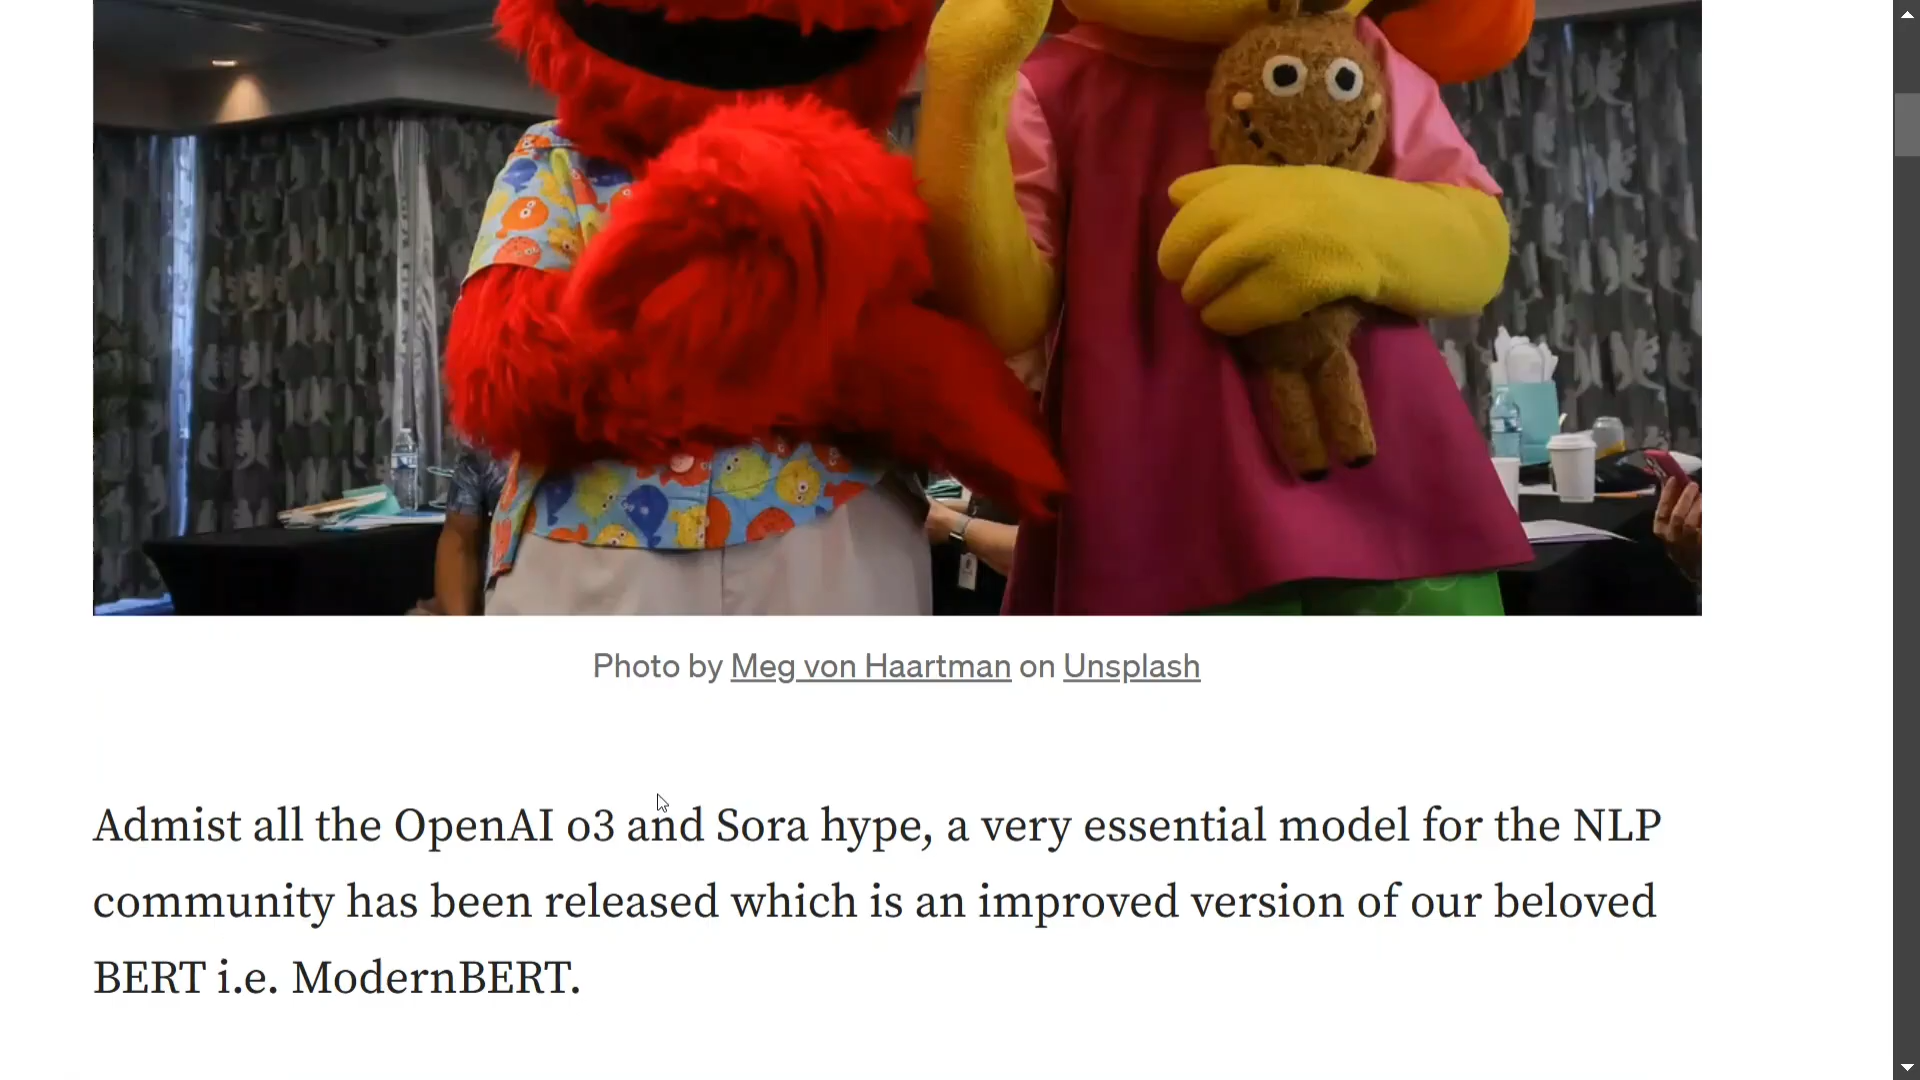 Photo by Meg von Haartman on Unsplash
Admist all the OpenAI o3 and Sora hype, a very essential model for the NLP
community has been released which is an improved version of our beloved
BERT i.e. ModernBERT.